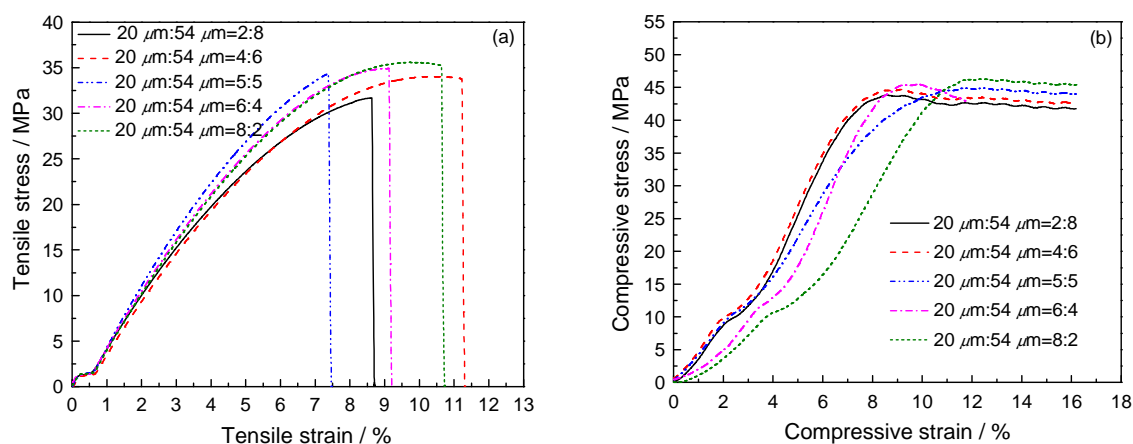 (a)
20 μm:54 μm=2:8
20 μm:54 μm=4:6
20 μm:54 μm=5:5
20 μm:54 μm=6:4
20 μm:54 μm=8:2
40
35
30
25
20
15
10
5
0
Tensile stress / MPa
0 1 2 3 4 5 6 7 8 9 10 11 12 13
Tensile strain / %
(b)
55
50
45
40
35
30
25
20
15
10
5
0
Compressive stress / MPa
20 μm:54 μm=2:8
20 μm:54 μm=4:6
20 μm:54 μm=5:5
20 μm:54 μm=6:4
20 μm:54 μm=8:2
0 2 4 6 8 10 12 14 16 18
Compressive strain / %